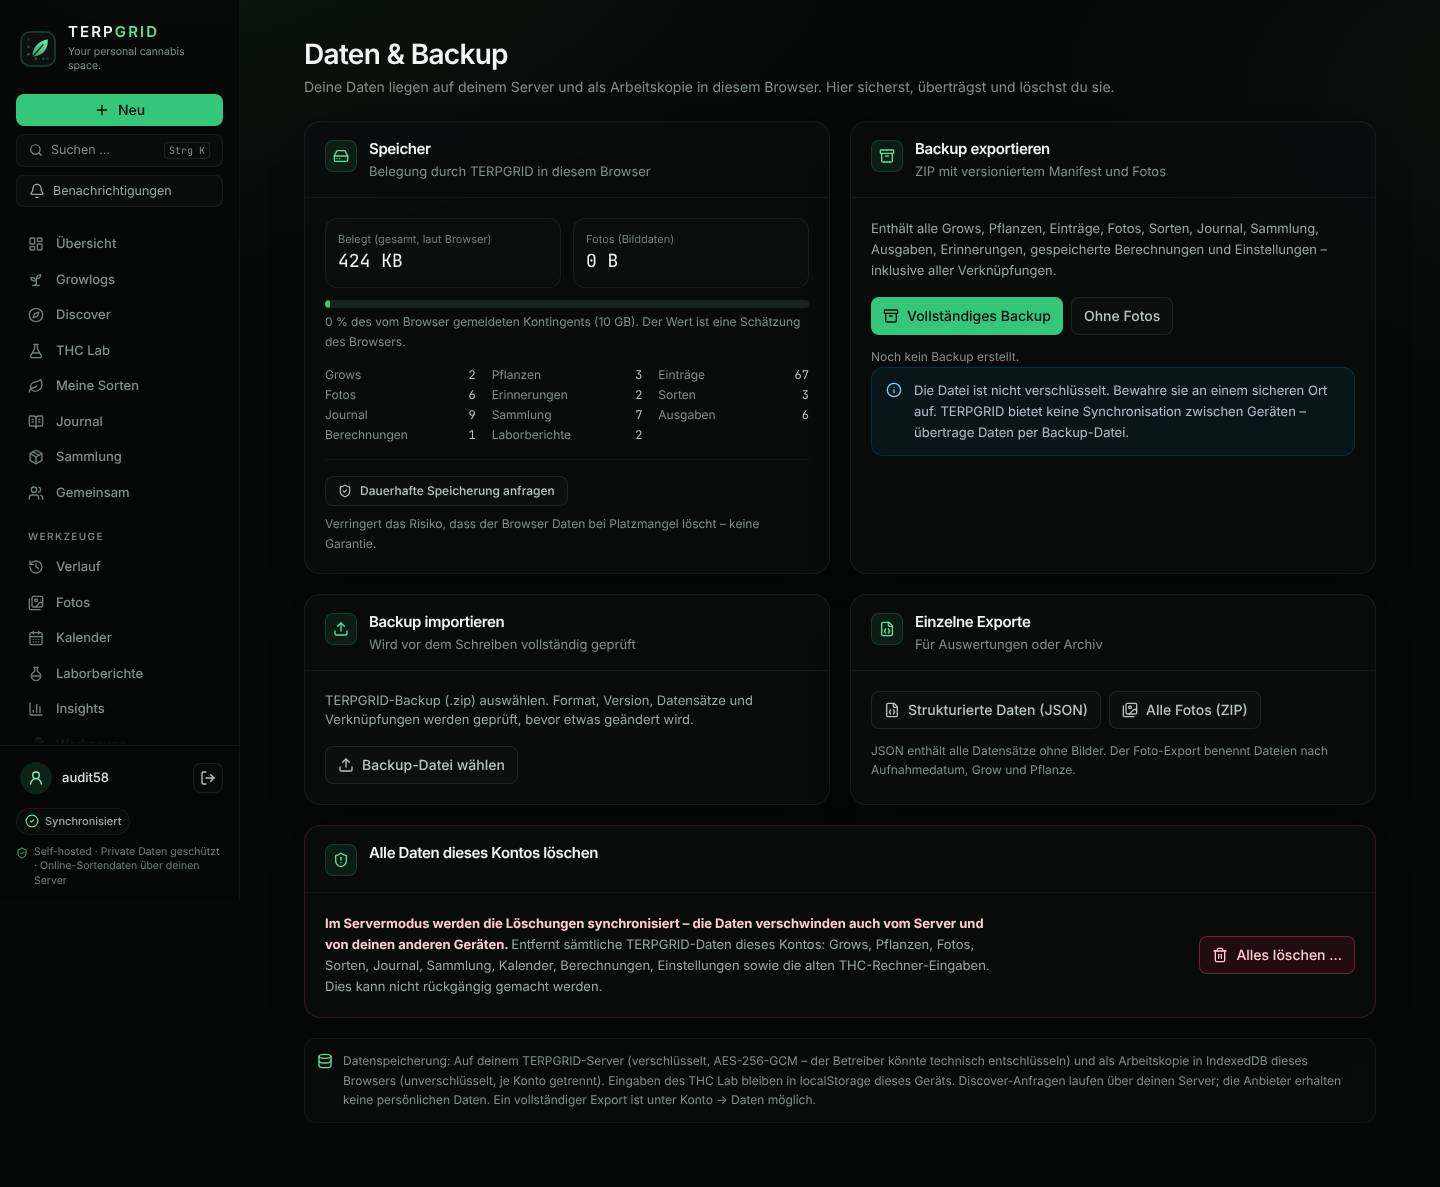 TERPGRID
Your personal cannabis
space.
Neu
Suchen ...
Strg K
Benachrichtigungen
Übersicht
Growlogs
Discover
THC Lab
Meine Sorten
Journal
Sammlung
Gemeinsam
WERKZEUGE
Verlauf
Fotos
Kalender
Laborberichte
Insights
audit58
Synchronisiert
Self-hosted · Private Daten geschützt
· Online-Sortendaten über deinen
Server
Daten & Backup
Deine Daten liegen auf deinem Server und als Arbeitskopie in diesem Browser. Hier sicherst, überträgst und löschst du sie.
Speicher
Belegung durch TERPGRID in diesem Browser
Belegt (gesamt, laut Browser)
424 KB
Fotos (Bilddaten)
0 B
0 % des vom Browser gemeldeten Kontingents (10 GB). Der Wert ist eine Schätzung
des Browsers.
Grows 2 Pflanzen 3 Einträge 67
Fotos 6 Erinnerungen 2 Sorten 3
Journal 9 Sammlung 7 Ausgaben 6
Berechnungen 1 Laborberichte 2
Dauerhafte Speicherung anfragen
Verringert das Risiko, dass der Browser Daten bei Platzmangel löscht – keine
Garantie.
Backup exportieren
ZIP mit versioniertem Manifest und Fotos
Enthält alle Grows, Pflanzen, Einträge, Fotos, Sorten, Journal, Sammlung,
Ausgaben, Erinnerungen, gespeicherte Berechnungen und Einstellungen –
inklusive aller Verknüpfungen.
Vollständiges Backup
Ohne Fotos
Noch kein Backup erstellt.
Die Datei ist nicht verschlüsselt. Bewahre sie an einem sicheren Ort
auf. TERPGRID bietet keine Synchronisation zwischen Geräten –
übertrage Daten per Backup-Datei.
Backup importieren
Wird vor dem Schreiben vollständig geprüft
TERPGRID-Backup (.zip) auswählen. Format, Version, Datensätze und
Verknüpfungen werden geprüft, bevor etwas geändert wird.
Backup-Datei wählen
Einzelne Exporte
Für Auswertungen oder Archiv
Strukturierte Daten (JSON)
Alle Fotos (ZIP)
JSON enthält alle Datensätze ohne Bilder. Der Foto-Export benennt Dateien nach
Aufnahmedatum, Grow und Pflanze.
Alle Daten dieses Kontos löschen
Im Servermodus werden die Löschungen synchronisiert – die Daten verschwinden auch vom Server und
von deinen anderen Geräten. Entfernt sämtliche TERPGRID-Daten dieses Kontos: Grows, Pflanzen, Fotos,
Sorten, Journal, Sammlung, Kalender, Berechnungen, Einstellungen sowie die alten THC-Rechner-Eingaben.
Dies kann nicht rückgängig gemacht werden.
Alles löschen ...
Datenspeicherung: Auf deinem TERPGRID-Server (verschlüsselt, AES-256-GCM – der Betreiber könnte technisch entschlüsseln) und als Arbeitskopie in IndexedDB dieses
Browsers (unverschlüsselt, je Konto getrennt). Eingaben des THC Lab bleiben in localStorage dieses Geräts. Discover-Anfragen laufen über deinen Server; die Anbieter erhalten
keine persönlichen Daten. Ein vollständiger Export ist unter Konto → Daten möglich.